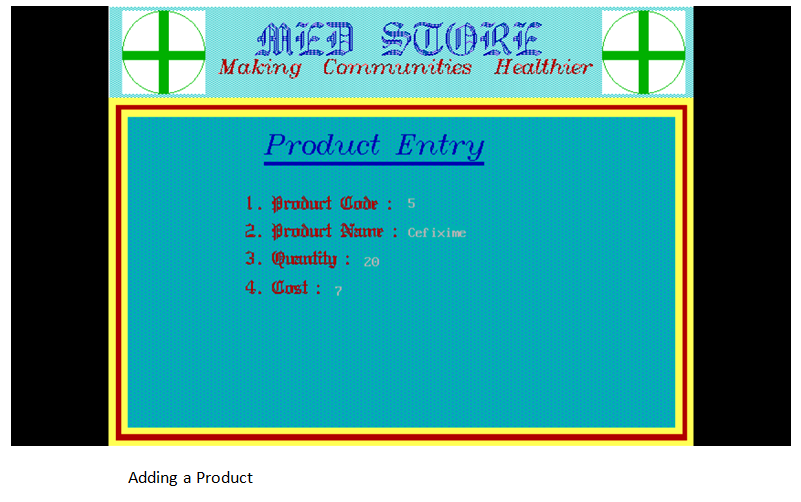 MED STORE
Making Communities Healthier
Product Entry
1. Product Code : 5
2. Product Name : Cefixime
3. Quantity : 20
4. Cost : 7
Adding a Product